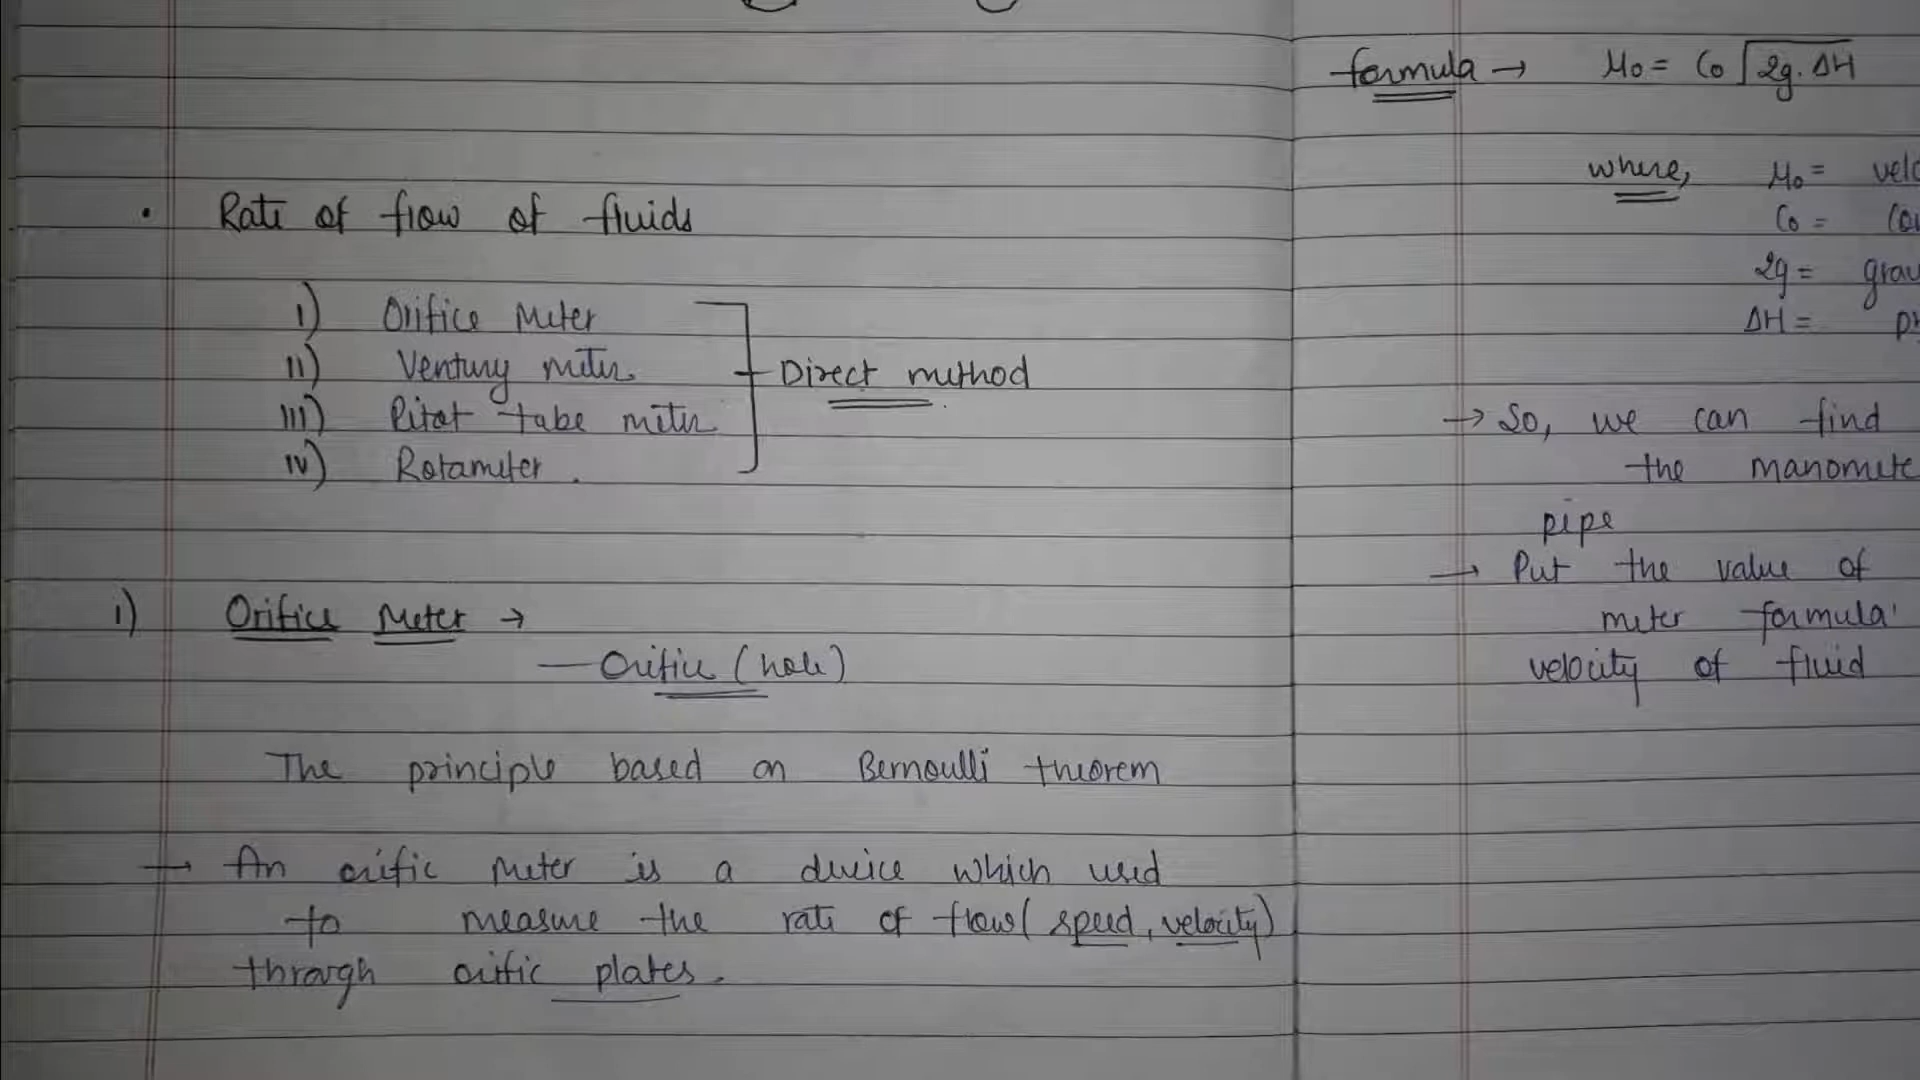 • Rate of flow of fluids
i) Orifice Meter
ii) Ventury meter
iii) Pitot tube meter
iv) Rotameter.
Direct method
i) Orifice Meter →
— Orifice (hole)
The principle based on Bernoulli theorem
→ An orific meter is a device which used
to measure the rate of flow (speed, velocity)
through orific plates.
formula → μo = Co √2g.ΔH
where, μo = velo
Co =
2g = grav
ΔH =
→ So, we can find
the manomete
pipe
→ Put the value of
meter formula
velocity of fluid